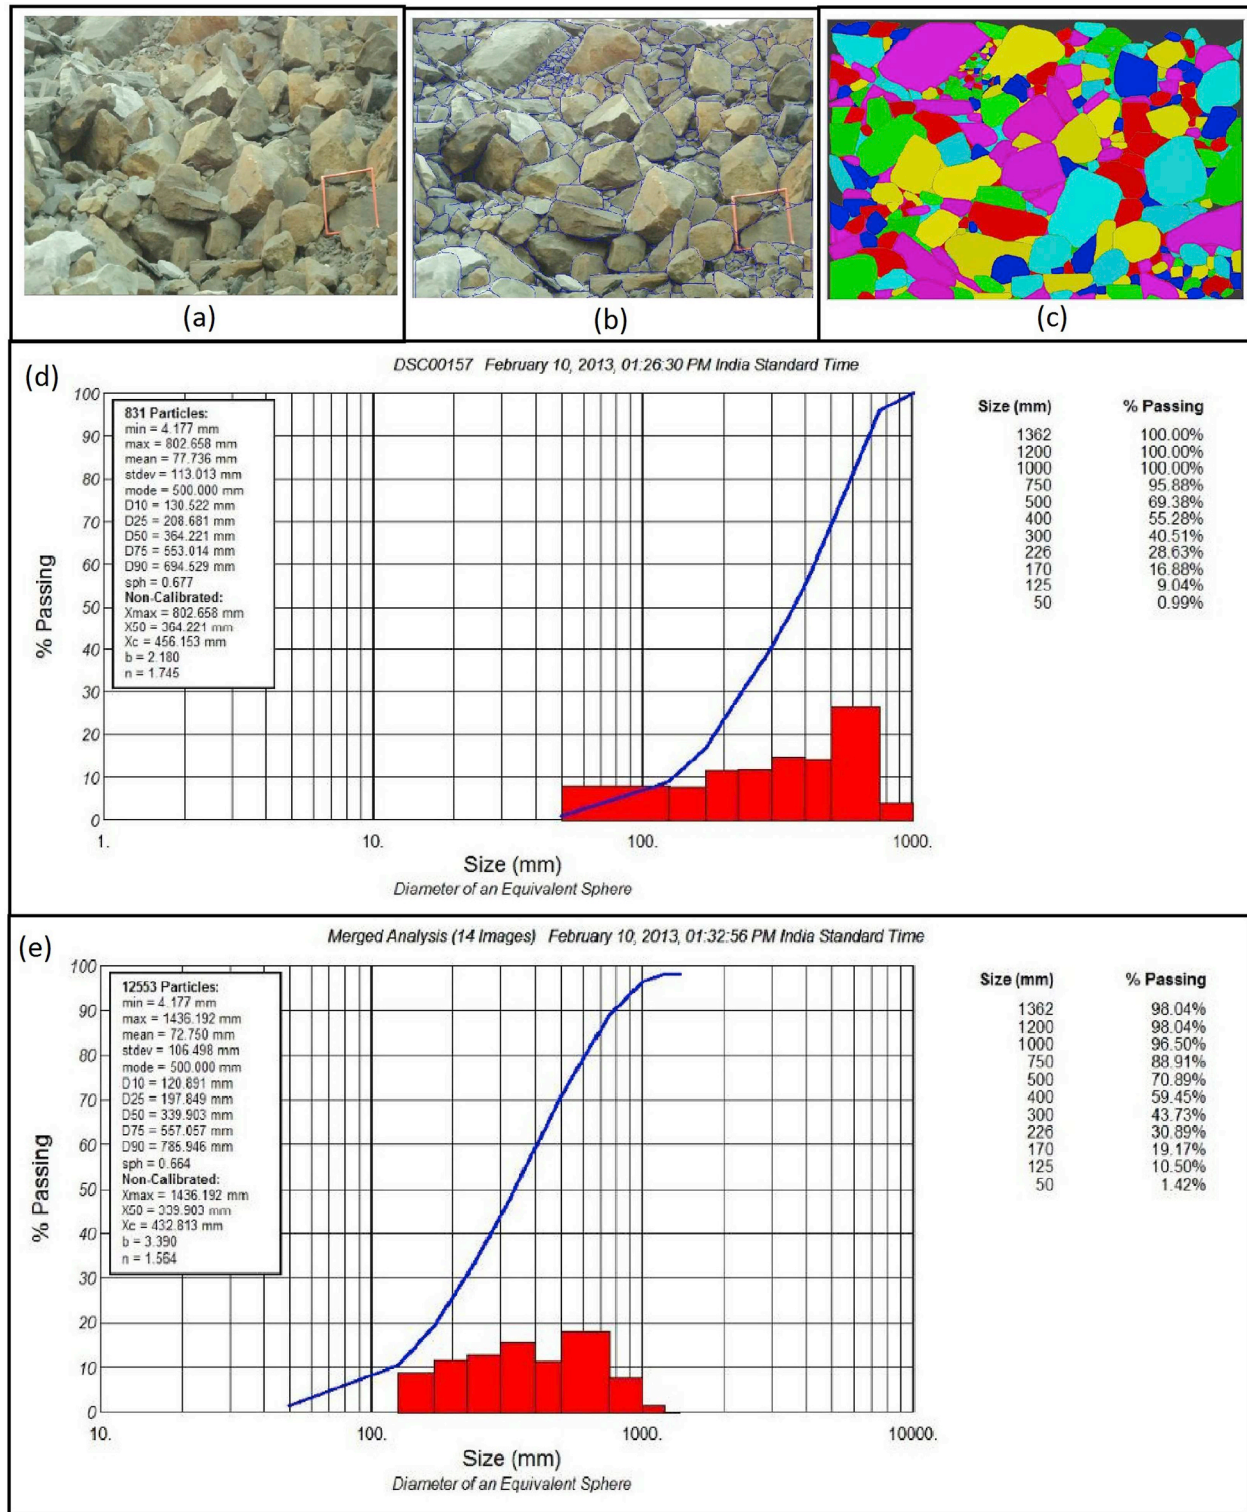 (a)
(b)
(c)
(d)
DSC00157 February 10, 2013, 01:26:30 PM India Standard Time
100
90
80
70
60
50
40
30
20
10
0
% Passing
831 Particles:
min = 4.177 mm
max = 802.658 mm
mean = 77.736 mm
stdev = 113.013 mm
mode = 500.000 mm
D10 = 130.522 mm
D25 = 208.681 mm
D50 = 364.221 mm
D75 = 553.014 mm
D90 = 694.529 mm
sph = 0.677
Non-Calibrated:
Xmax = 802.658 mm
X50 = 364.221 mm
Xc = 456.153 mm
b = 2.180
n = 1.745
1. 10. 100. 1000.
Size (mm)
Diameter of an Equivalent Sphere
Size (mm) % Passing
1362 100.00%
1200 100.00%
1000 100.00%
750 95.88%
500 69.38%
400 55.28%
300 40.51%
226 28.63%
170 16.88%
125 9.04%
50 0.99%
(e)
Merged Analysis (14 Images) February 10, 2013, 01:32:56 PM India Standard Time
100
90
80
70
60
50
40
30
20
10
0
% Passing
12553 Particles:
min = 4.177 mm
max = 1436.192 mm
mean = 72.750 mm
stdev = 106.498 mm
mode = 500.000 mm
D10 = 120.891 mm
D25 = 197.849 mm
D50 = 339.903 mm
D75 = 557.057 mm
D90 = 785.946 mm
sph = 0.664
Non-Calibrated:
Xmax = 1436.192 mm
X50 = 339.903 mm
Xc = 432.813 mm
b = 3.390
n = 1.564
10. 100. 1000. 10000.
Size (mm)
Diameter of an Equivalent Sphere
Size (mm) % Passing
1362 98.04%
1200 98.04%
1000 96.50%
750 88.91%
500 70.89%
400 59.45%
300 43.73%
226 30.89%
170 19.17%
125 10.50%
50 1.42%